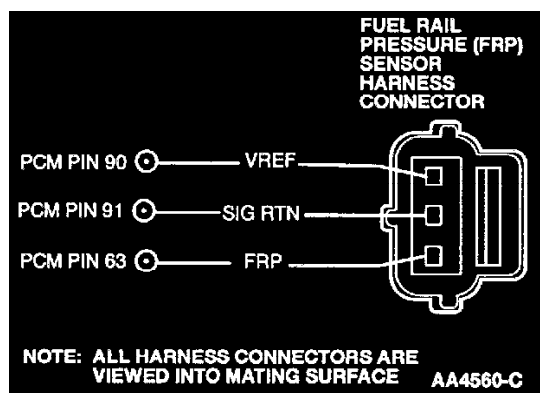 FUEL RAIL
PRESSURE (FRP)
SENSOR
HARNESS
CONNECTOR
PCM PIN 90 VREF
PCM PIN 91 SIG RTN
PCM PIN 63 FRP
NOTE: ALL HARNESS CONNECTORS ARE
VIEWED INTO MATING SURFACE AA4560-C